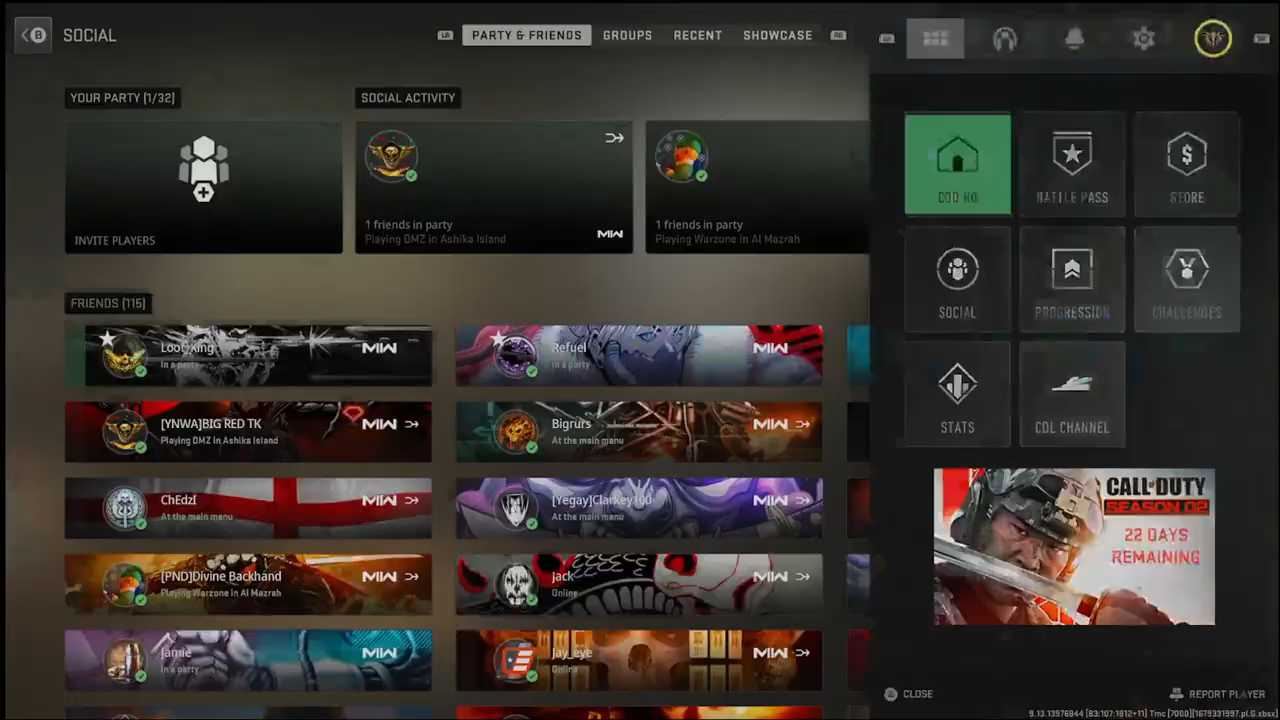 B SOCIAL
LB PARTY & FRIENDS GROUPS RECENT SHOWCASE RB
YOUR PARTY (1/32)
SOCIAL ACTIVITY
INVITE PLAYERS
1 friends in party
Playing DMZ in Ashika Island
MW
1 friends in party
Playing Warzone in Al Mazrah
FRIENDS (115)
Loot_king
In a party
MW
Refuel
In a party
MW
[YNWA]BIG RED TK
Playing DMZ in Ashika Island
MW
Bigrurs
At the main menu
MW
ChEdzI
At the main menu
MW
[Yegay]Clarkey100
At the main menu
MW
[PND]Divine Backhand
Playing Warzone in Al Mazrah
MW
Jack
Online
MW
Jamie
In a party
MW
Jay_eye
Online
MW
COD HQ
BATTLE PASS
STORE
SOCIAL
PROGRESSION
CHALLENGES
STATS
CDL CHANNEL
CALL OF DUTY
SEASON 02
22 DAYS
REMAINING
CLOSE
REPORT PLAYER